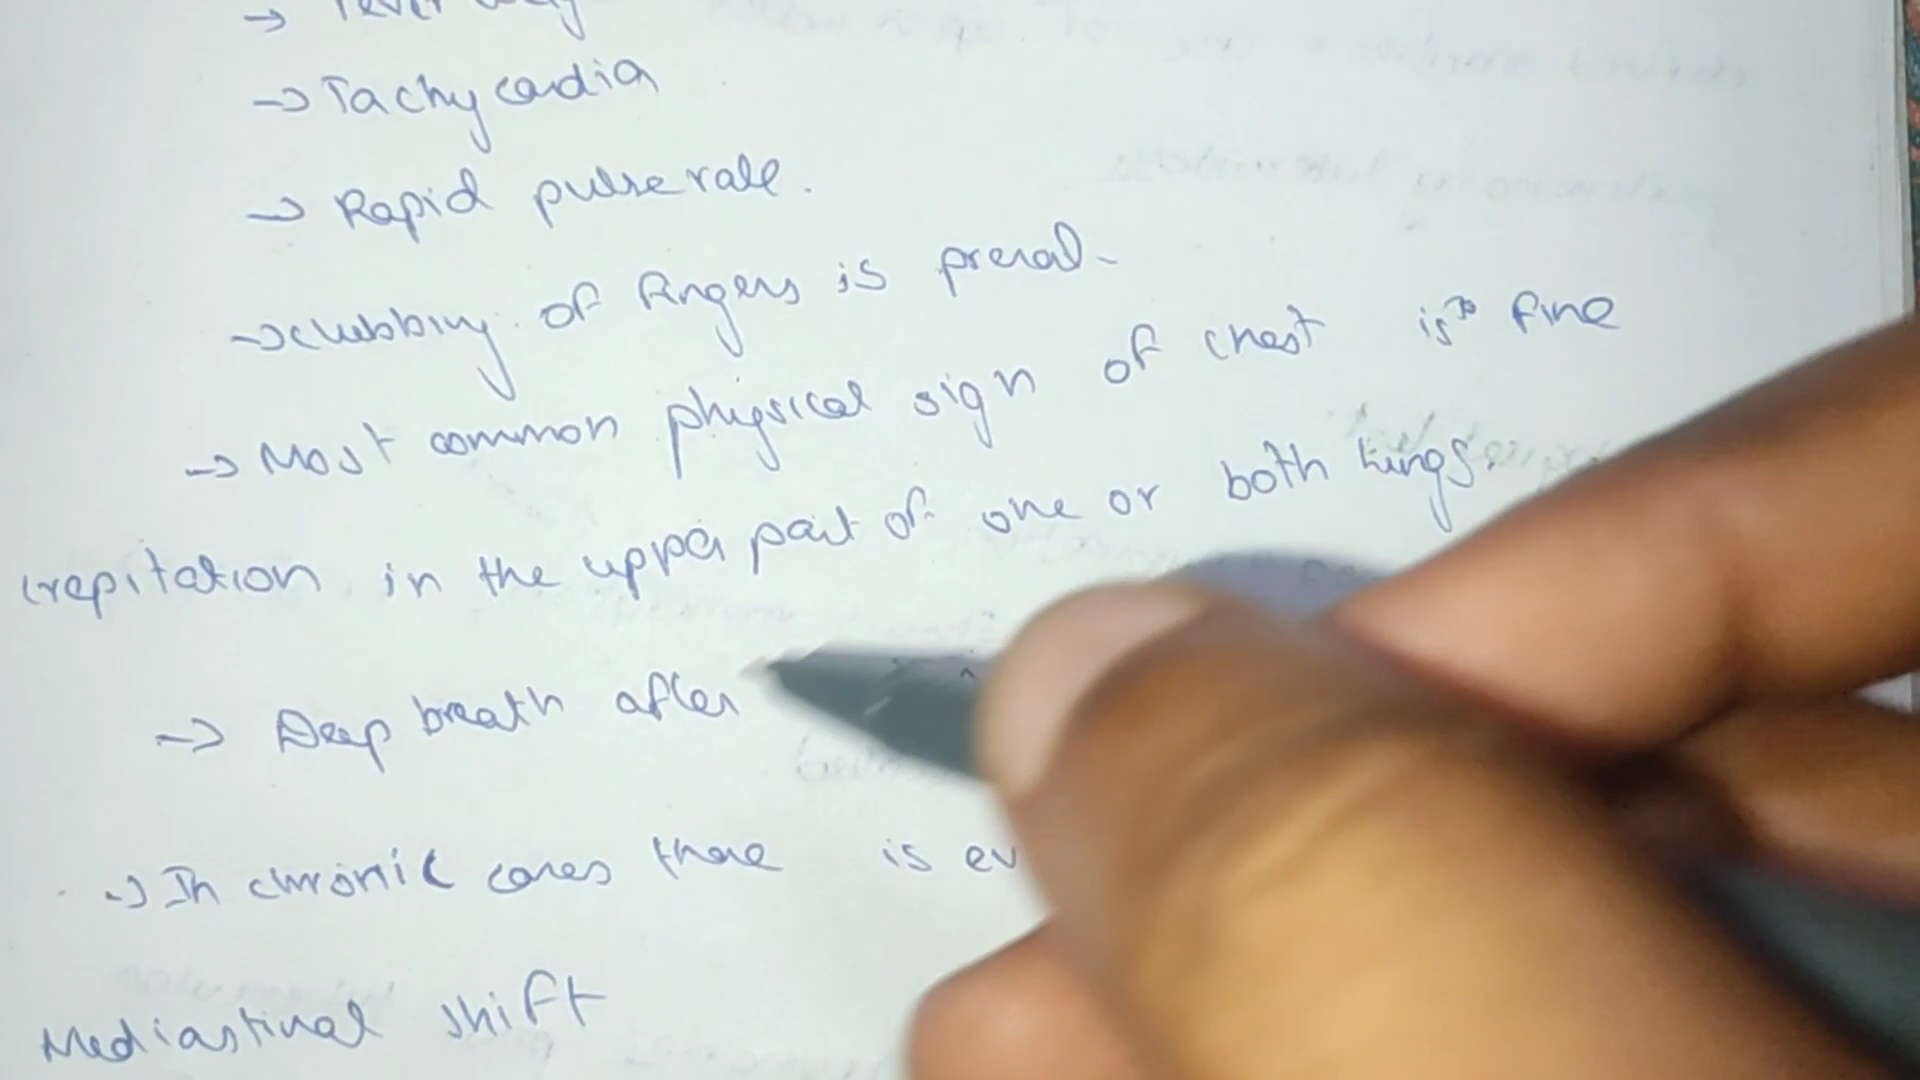 → Tachycardia
→ Rapid pulse rate.
→ clubbing of fingers is present.
→ Most common physical sign of chest is fine
crepitation in the upper part of one or both lungs.
→ Deep breath after
→ In chronic cases there is ev
Mediastinal shift